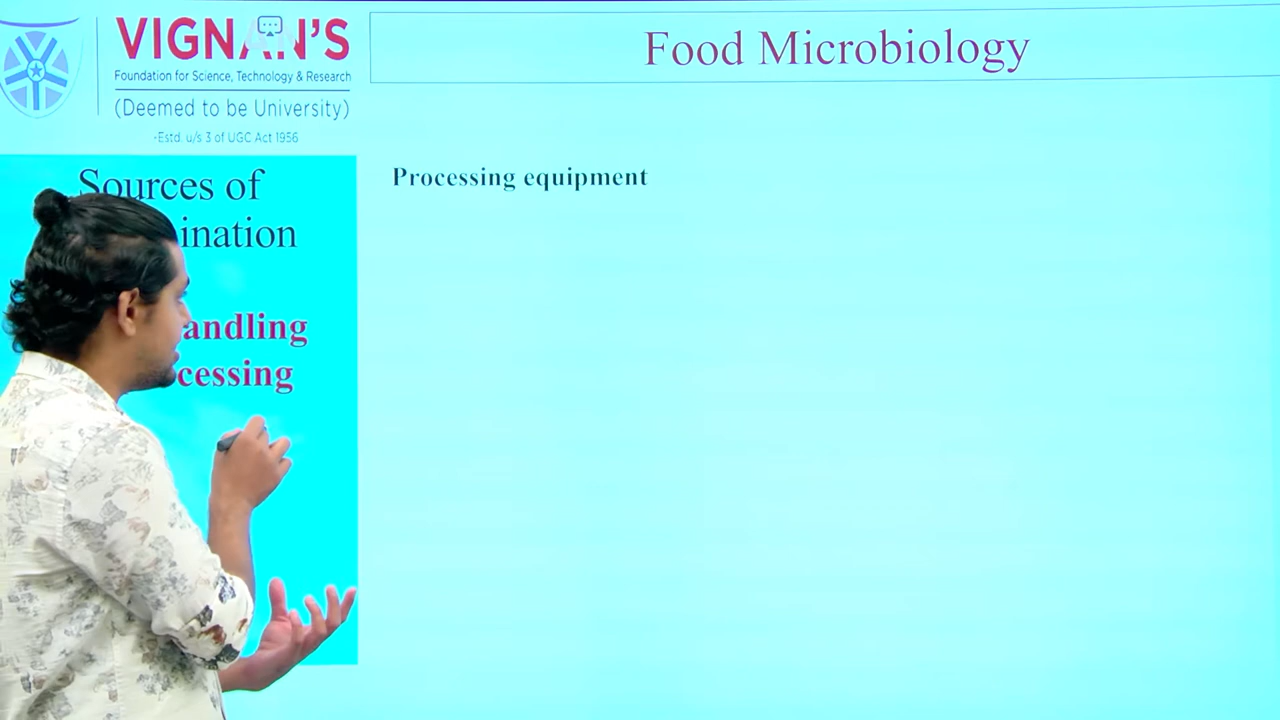 VIGNAN'S
Foundation for Science, Technology & Research
(Deemed to be University)
-Estd. u/s 3 of UGC Act 1956
Food Microbiology
Sources of
ination
andling
cessing
Processing equipment